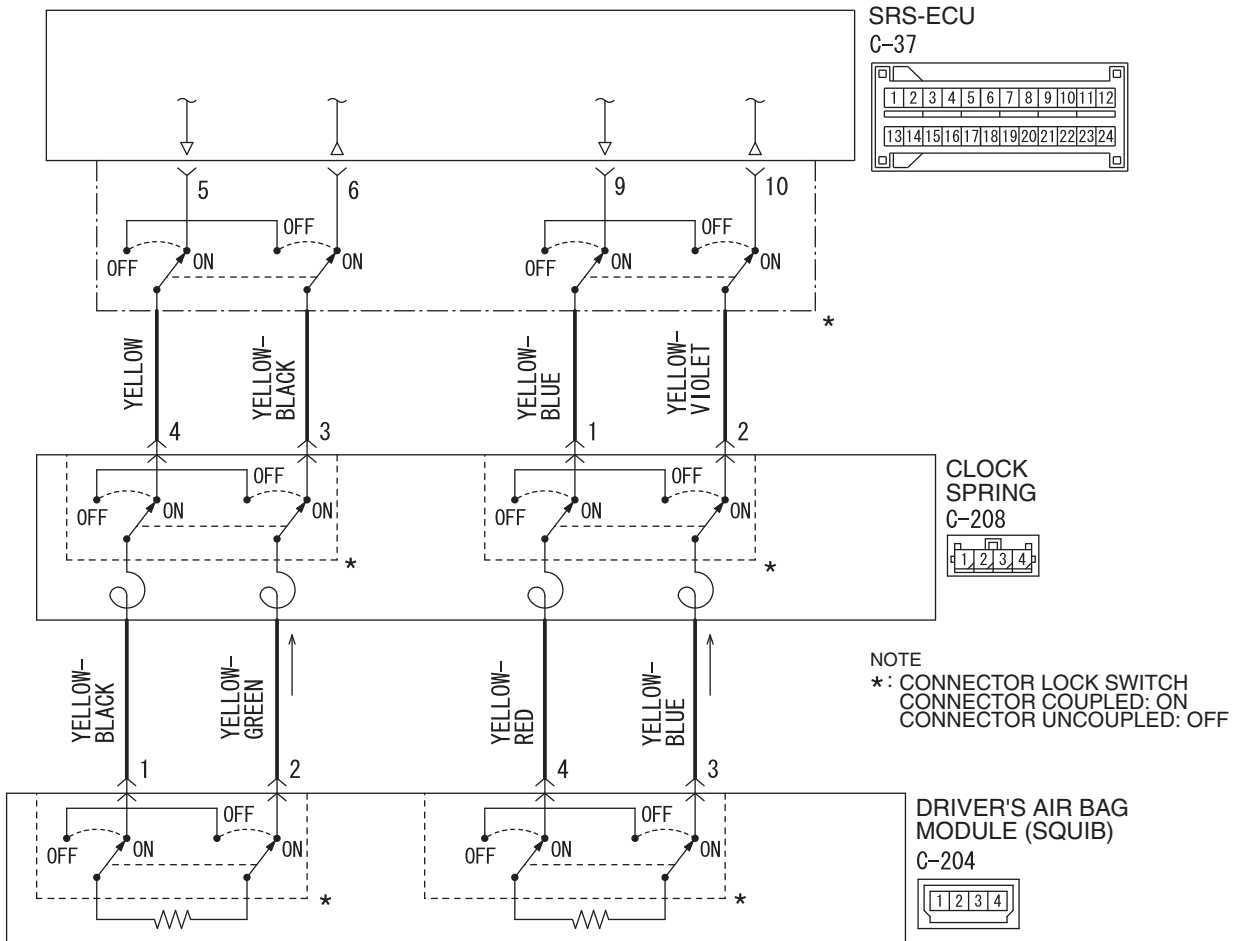 SRS-ECU
C-37
1 2 3 4 5 6 7 8 9 10 11 12
13 14 15 16 17 18 19 20 21 22 23 24
5 6 9 10
OFF OFF
OFF ON ON OFF ON ON
*
YELLOW
YELLOW-
BLACK
YELLOW-
BLUE
YELLOW-
VIOLET
4 3 1 2
OFF OFF
OFF ON ON OFF ON ON
* *
CLOCK
SPRING
C-208
1 2 3 4
YELLOW-
BLACK
YELLOW-
GREEN
YELLOW-
RED
YELLOW-
BLUE
NOTE
*: CONNECTOR LOCK SWITCH
CONNECTOR COUPLED: ON
CONNECTOR UNCOUPLED: OFF
1 2 4 3
OFF OFF
OFF ON ON OFF ON ON
* *
DRIVER'S AIR BAG
MODULE (SQUIB)
C-204
1 2 3 4